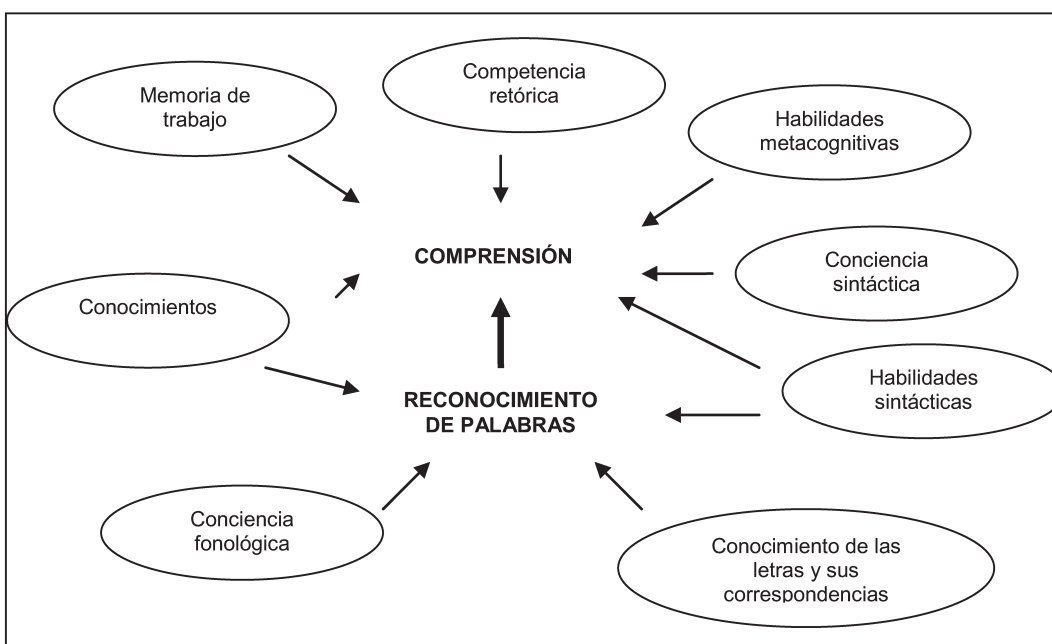 Memoria de
trabajo
Competencia
retórica
Habilidades
metacognitivas
COMPRENSIÓN
Conciencia
sintáctica
Conocimientos
Habilidades
sintácticas
RECONOCIMIENTO
DE PALABRAS
Conciencia
fonológica
Conocimiento de las
letras y sus
correspondencias